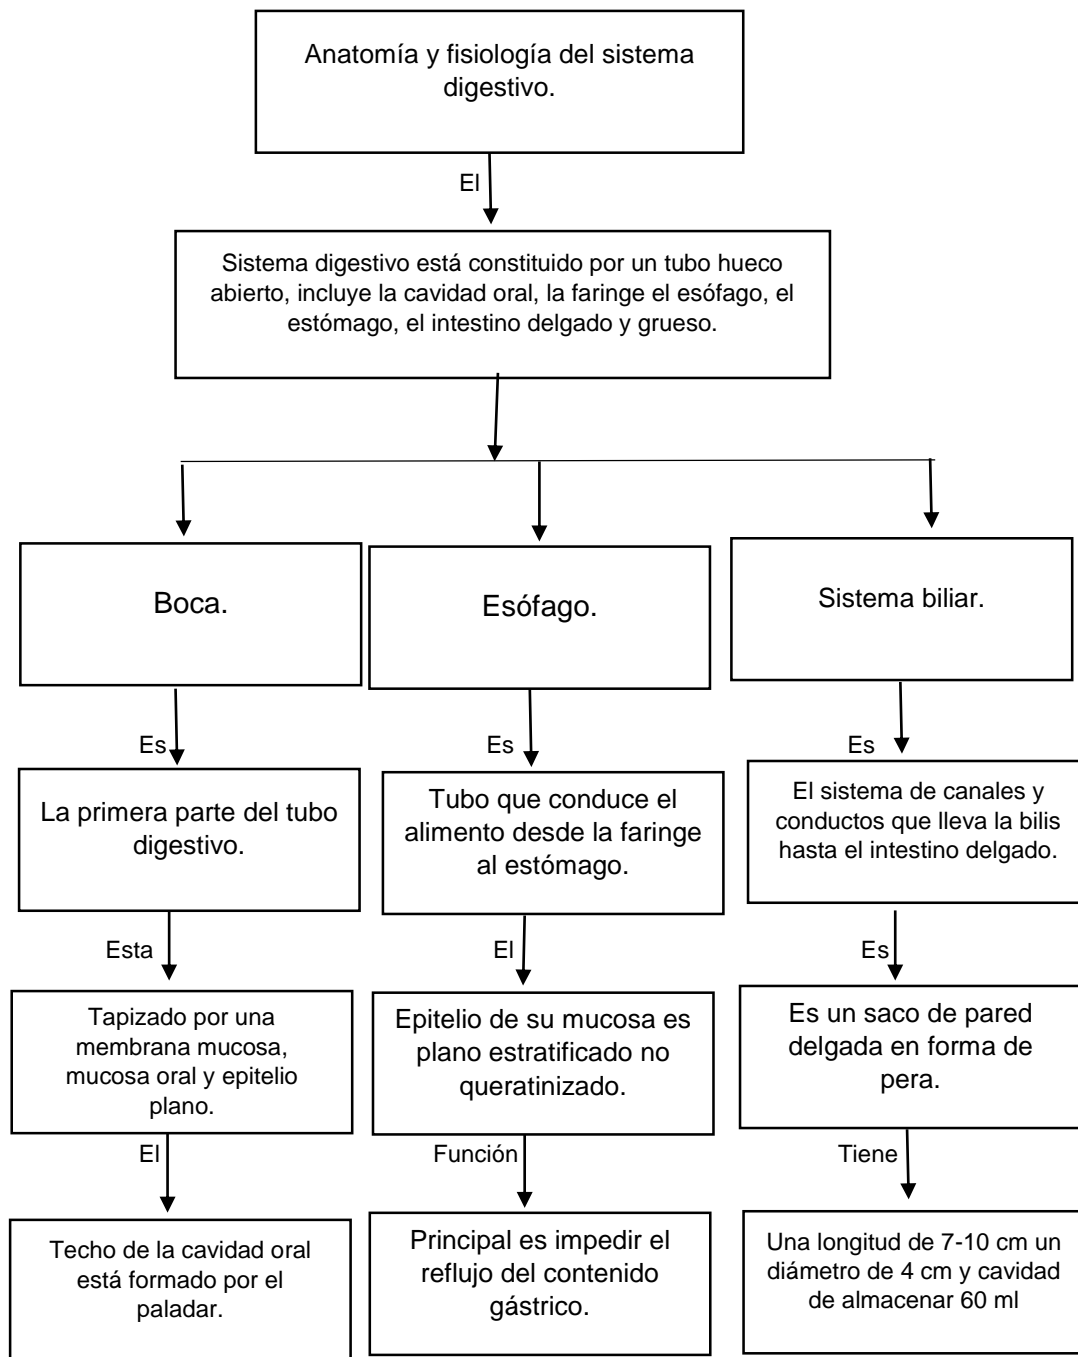 Anatomía y fisiología del sistema
digestivo.
El
Sistema digestivo está constituido por un tubo hueco
abierto, incluye la cavidad oral, la faringe el esófago, el
estómago, el intestino delgado y grueso.
Boca.
Esófago.
Sistema biliar.
Es
Es
Es
La primera parte del tubo
digestivo.
Tubo que conduce el
alimento desde la faringe
al estómago.
El sistema de canales y
conductos que lleva la bilis
hasta el intestino delgado.
Esta
El
Es
Tapizado por una
membrana mucosa,
mucosa oral y epitelio
plano.
Epitelio de su mucosa es
plano estratificado no
queratinizado.
Es un saco de pared
delgada en forma de
pera.
El
Función
Tiene
Techo de la cavidad oral
está formado por el
paladar.
Principal es impedir el
reflujo del contenido
gástrico.
Una longitud de 7-10 cm un
diámetro de 4 cm y cavidad
de almacenar 60 ml